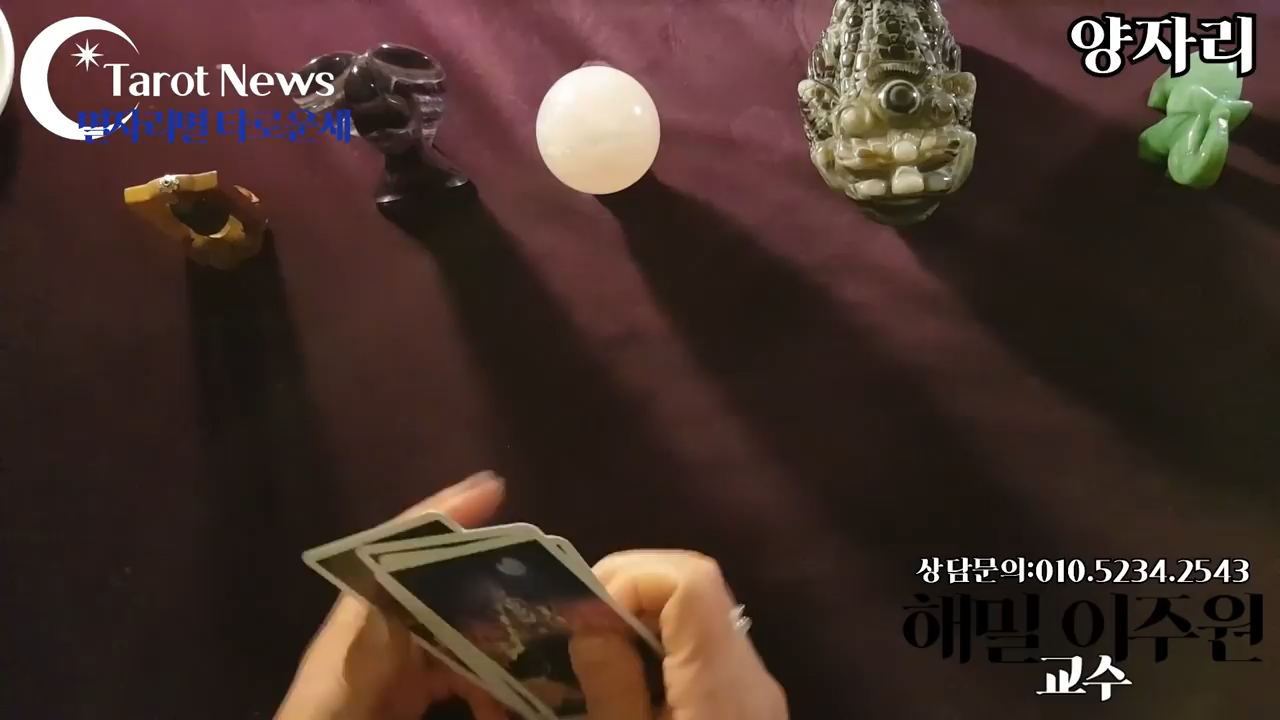 Tarot News
별자리별 타로운세
양자리
상담문의:010.5234.2543
해밀 이주원
교수